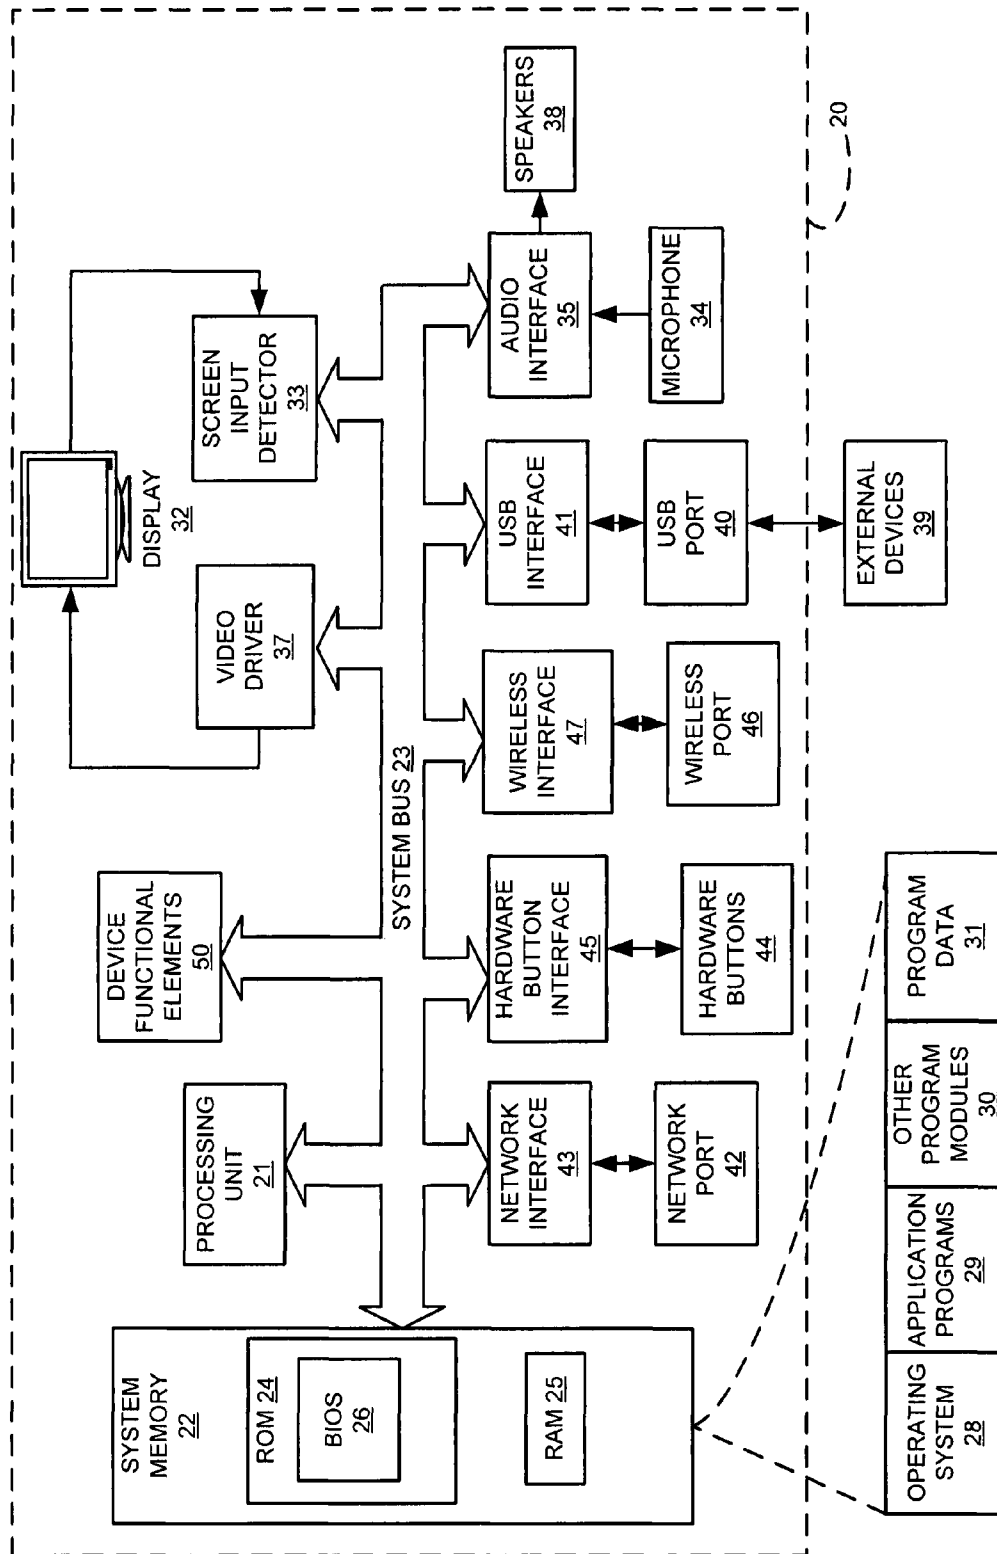 SYSTEM
MEMORY
22
ROM 24
BIOS
26
RAM 25
PROCESSING
UNIT
21
DEVICE
FUNCTIONAL
ELEMENTS
50
VIDEO
DRIVER
37
DISPLAY
32
SCREEN
INPUT
DETECTOR
33
SYSTEM BUS 23
NETWORK
INTERFACE
43
HARDWARE
BUTTON
INTERFACE
45
WIRELESS
INTERFACE
47
USB
INTERFACE
41
AUDIO
INTERFACE
35
SPEAKERS
38
NETWORK
PORT
42
HARDWARE
BUTTONS
44
WIRELESS
PORT
46
USB
PORT
40
MICROPHONE
34
20
EXTERNAL
DEVICES
39
OPERATING
SYSTEM
28
APPLICATION
PROGRAMS
29
OTHER
PROGRAM
MODULES
30
PROGRAM
DATA
31